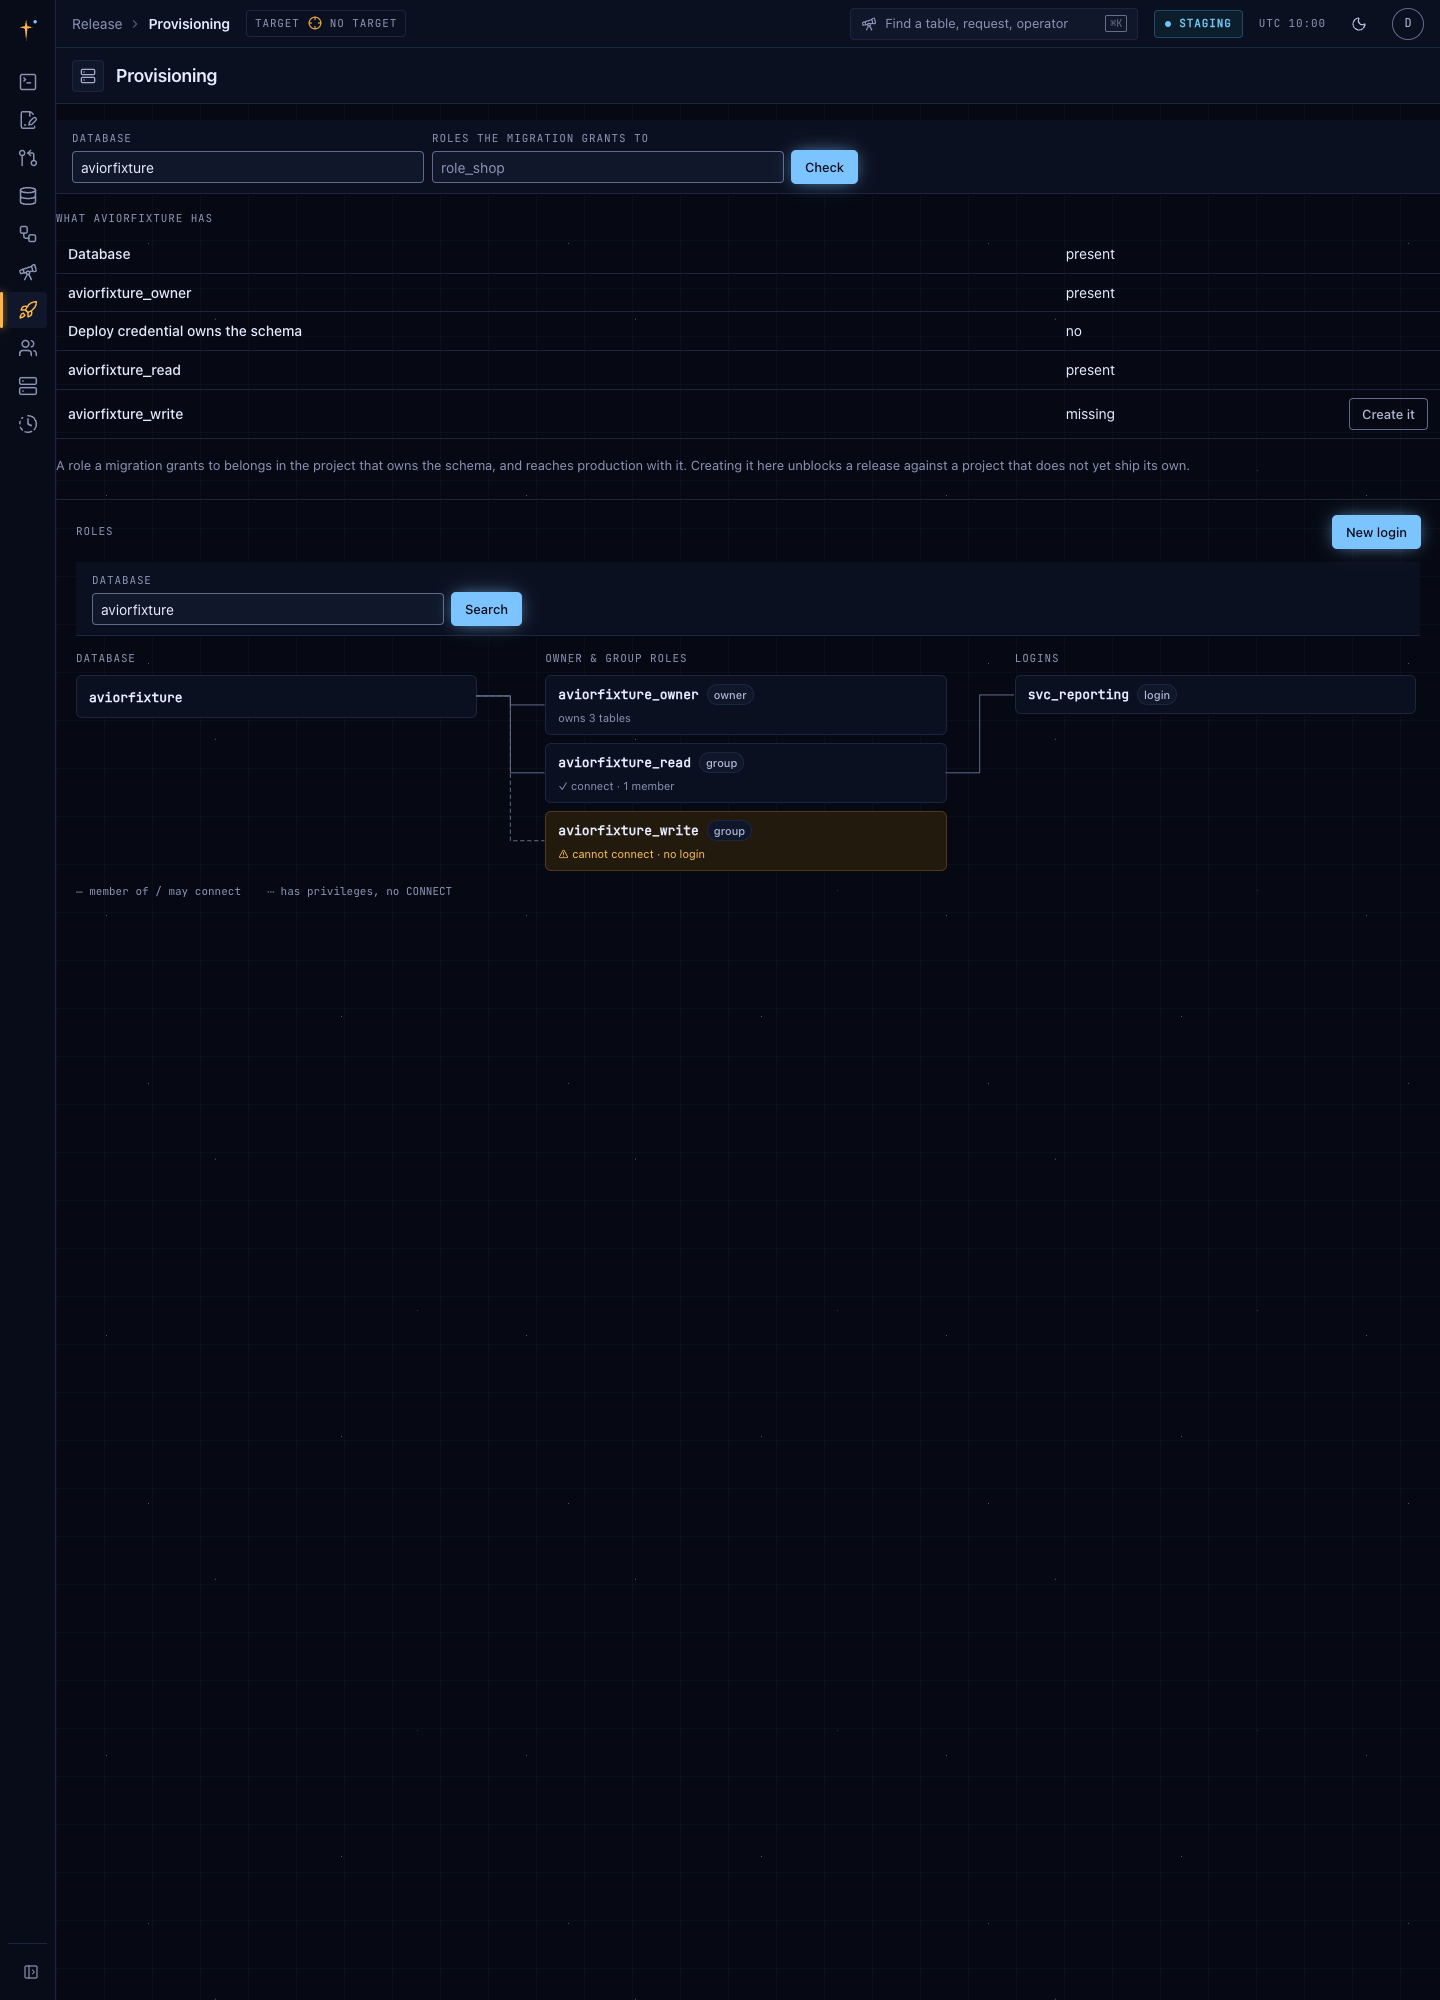 Release > Provisioning
TARGET NO TARGET
Find a table, request, operator ⌘K
STAGING
UTC 10:00
D
Provisioning
DATABASE
ROLES THE MIGRATION GRANTS TO
aviorfixture
role_shop
Check
WHAT AVIORFIXTURE HAS
Database present
aviorfixture_owner present
Deploy credential owns the schema no
aviorfixture_read present
aviorfixture_write missing Create it
A role a migration grants to belongs in the project that owns the schema, and reaches production with it. Creating it here unblocks a release against a project that does not yet ship its own.
ROLES
New login
DATABASE
aviorfixture
Search
DATABASE
OWNER & GROUP ROLES
LOGINS
aviorfixture
aviorfixture_owner owner
owns 3 tables
aviorfixture_read group
✓ connect · 1 member
aviorfixture_write group
⚠ cannot connect · no login
svc_reporting login
— member of / may connect
┄ has privileges, no CONNECT